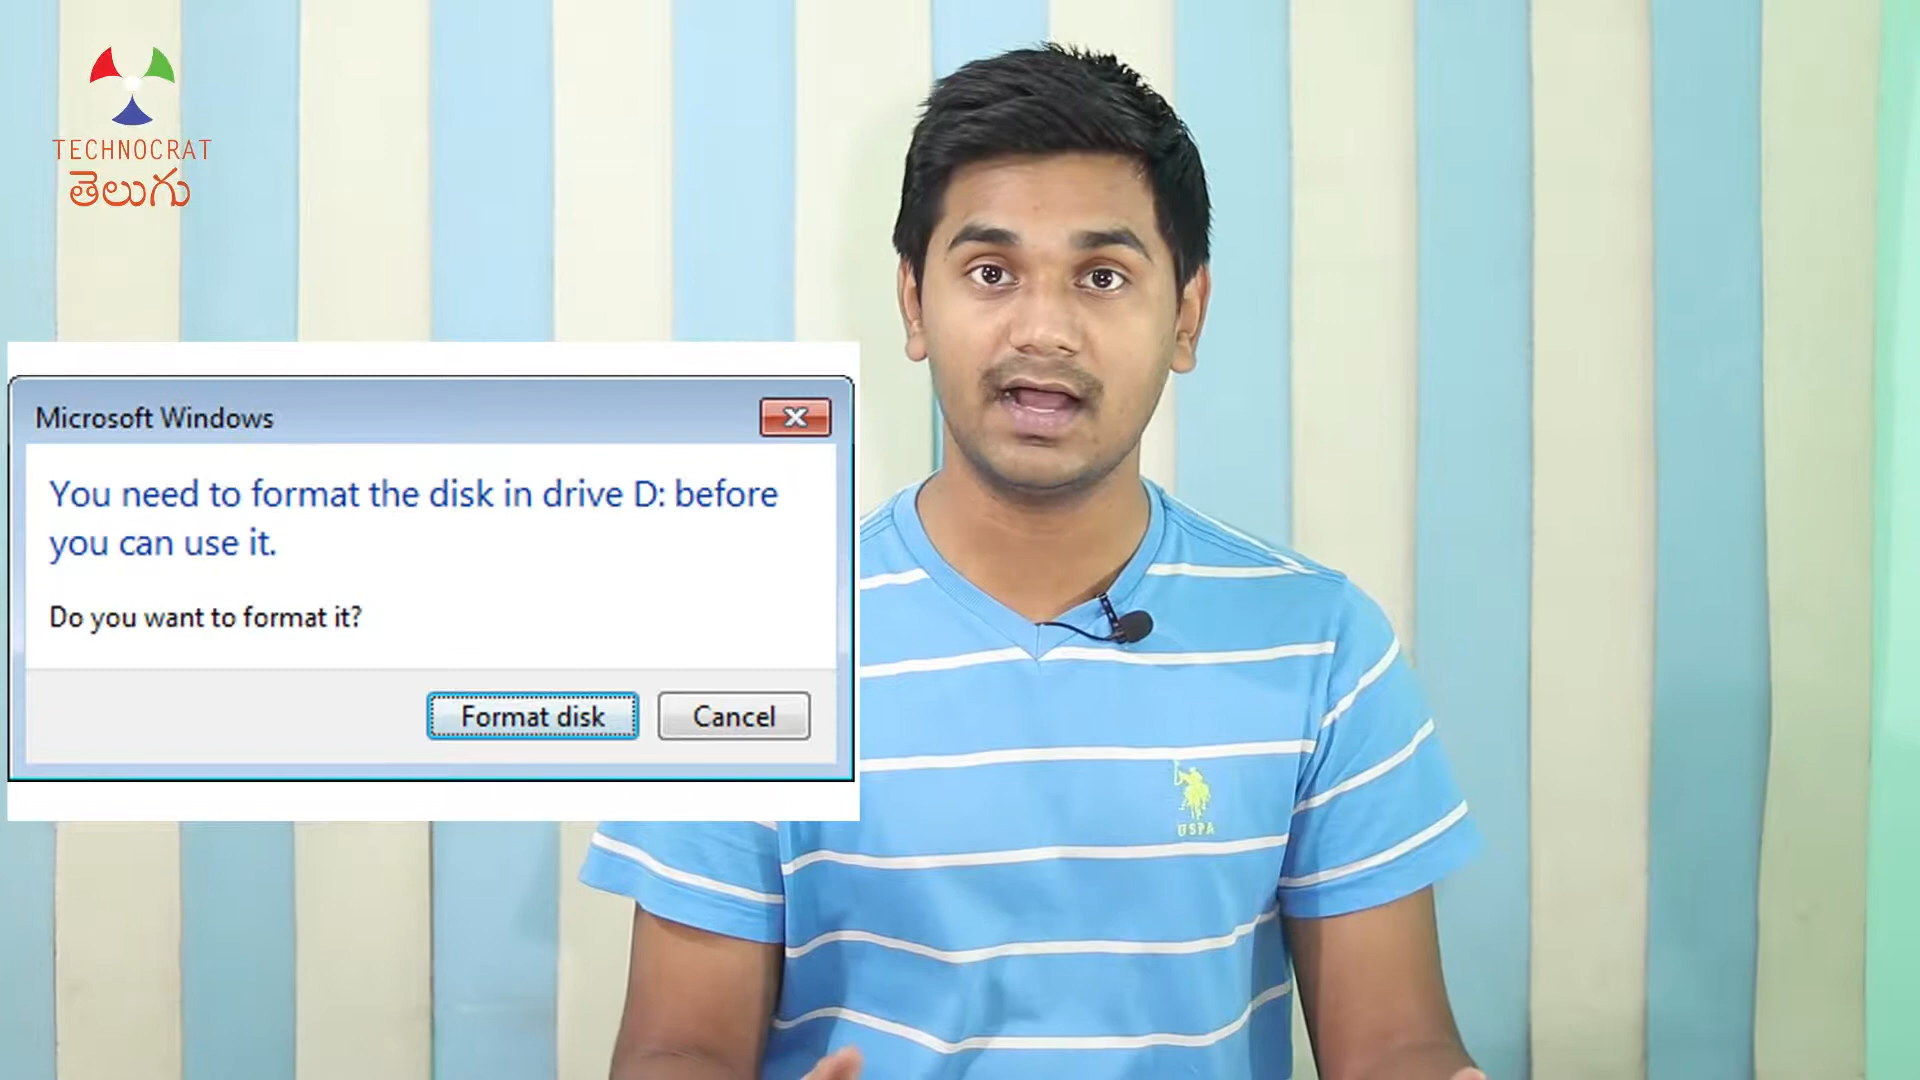 TECHNOCRAT
తెలుగు
Microsoft Windows
You need to format the disk in drive D: before
you can use it.
Do you want to format it?
Format disk
Cancel
USPA